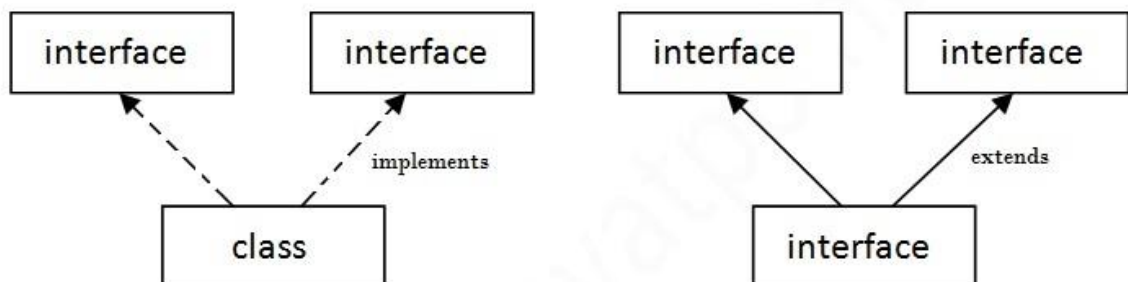 interface
interface
interface
interface
implements
extends
class
interface